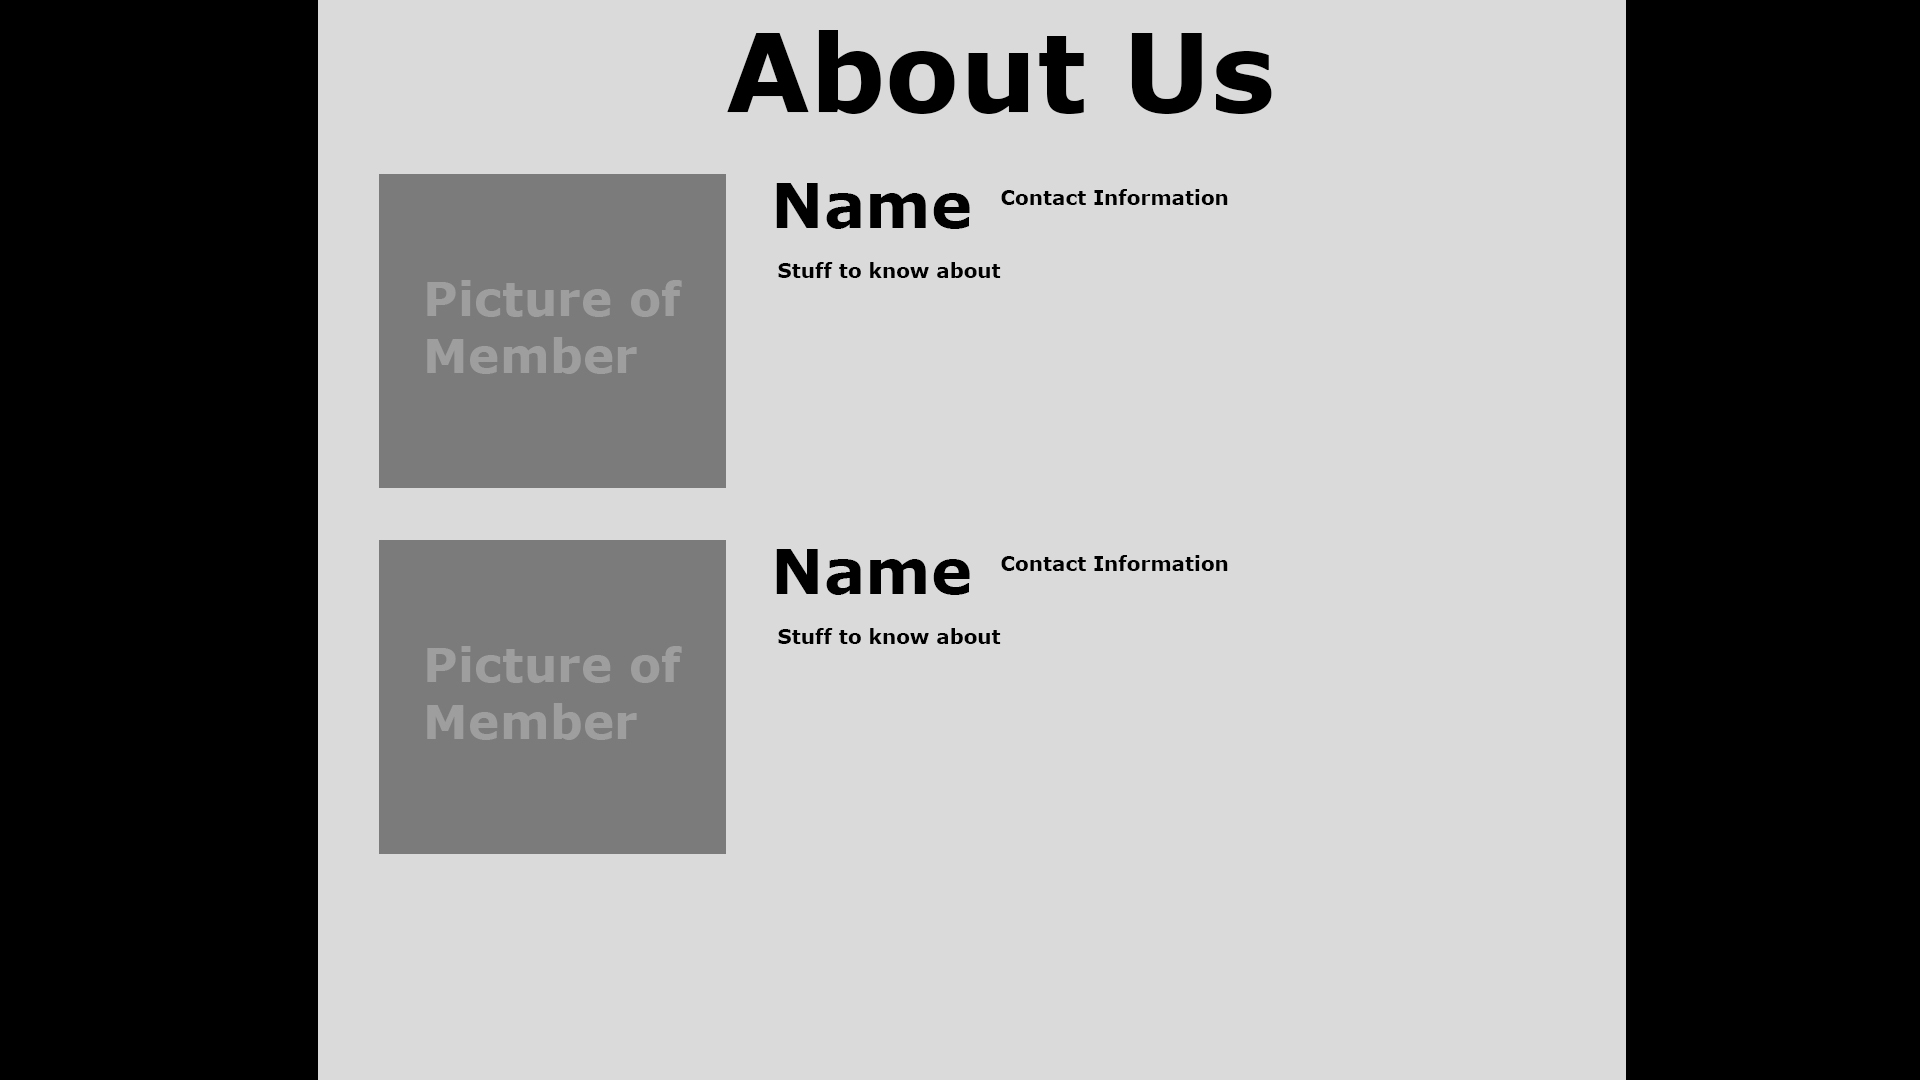 About Us
Name Contact Information
Stuff to know about
Picture of
Member
Name Contact Information
Stuff to know about
Picture of
Member